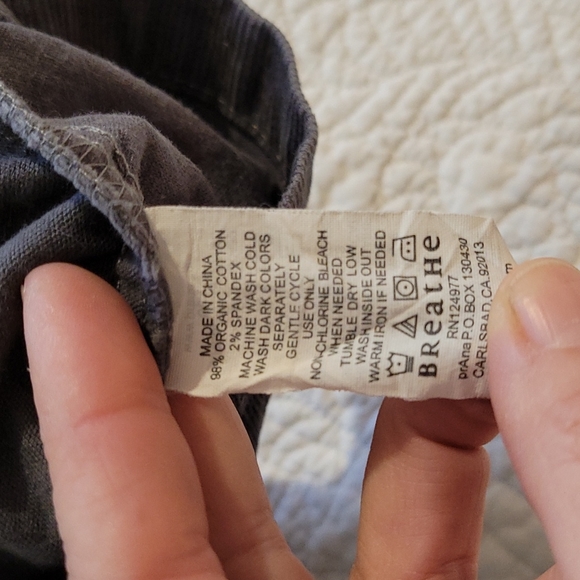 MADE IN CHINA
98% ORGANIC COTTON
2% SPANDEX
MACHINE WASH COLD
WASH DARK COLORS
SEPARATELY
GENTLE CYCLE
USE ONLY
NON-CHLORINE BLEACH
WHEN NEEDED
TUMBLE DRY LOW
WASH INSIDE OUT
WARM IRON IF NEEDED
BReatHe
RN124977
prAna P.O.BOX 130430
CARLSBAD, CA. 92013